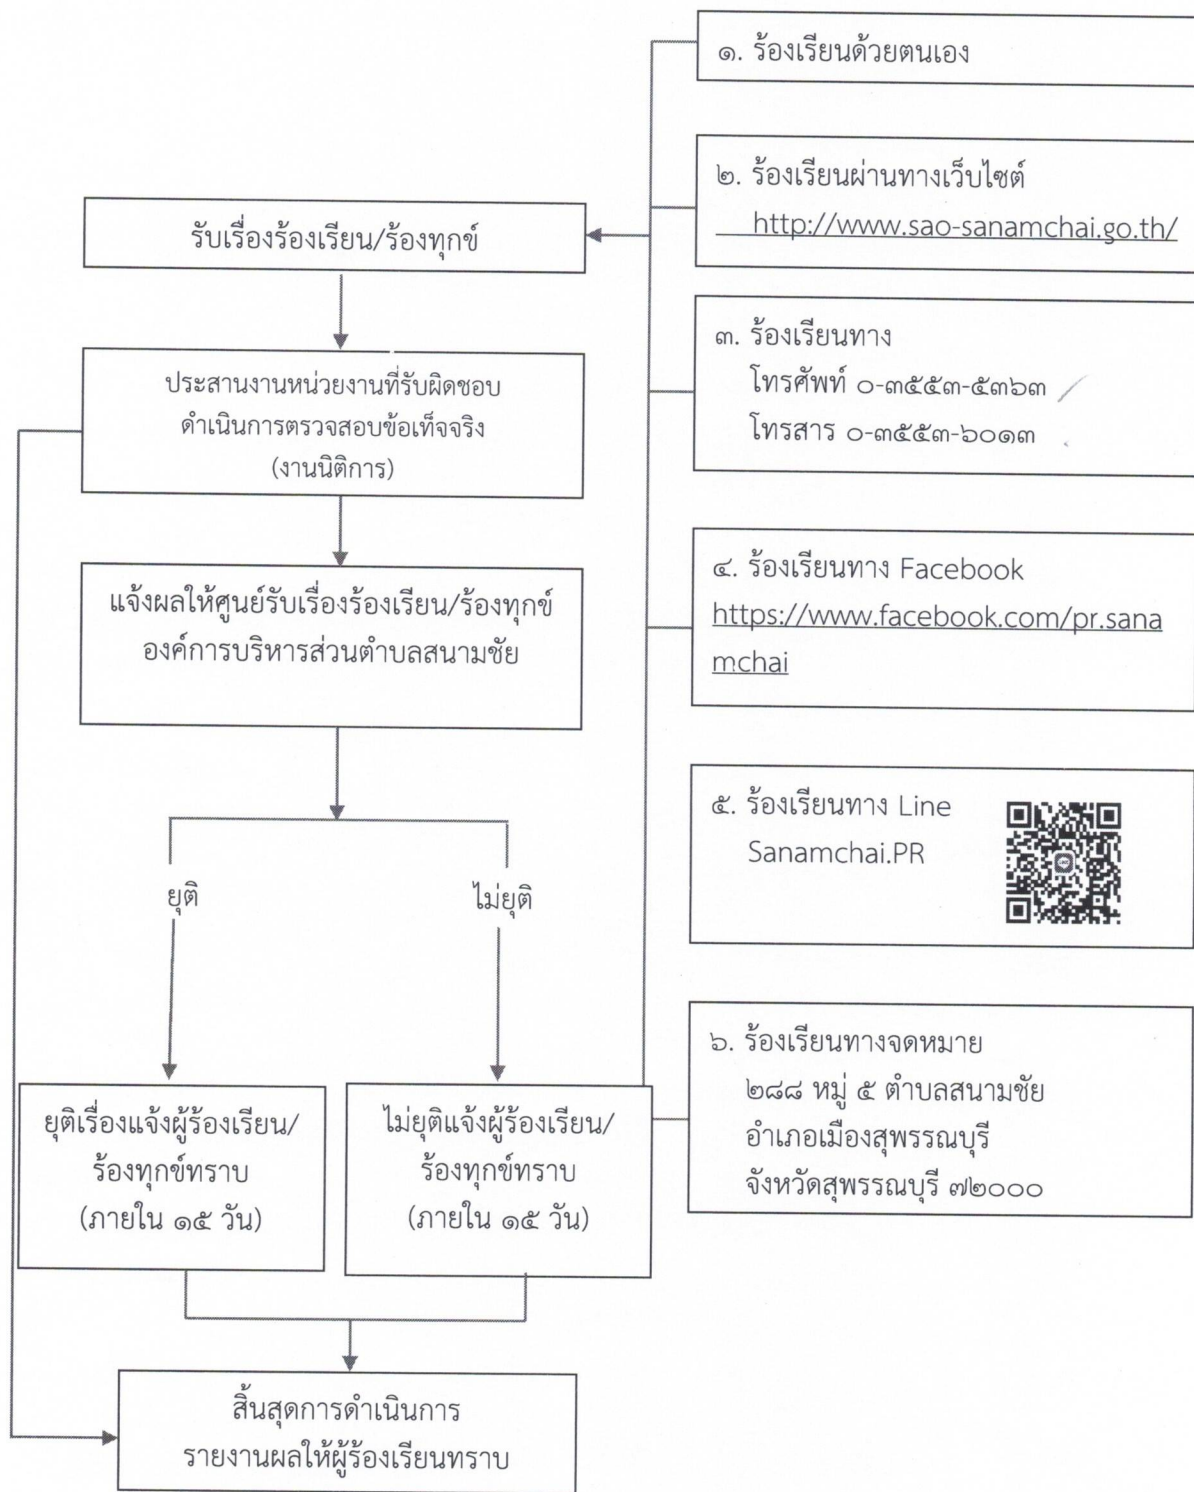 ๑. ร้องเรียนด้วยตนเอง
๒. ร้องเรียนผ่านทางเว็บไซต์
http://www.sao-sanamchai.go.th/
รับเรื่องร้องเรียน/ร้องทุกข์
๓. ร้องเรียนทาง
โทรศัพท์ ๐-๓๕๕๓-๕๓๖๓
โทรสาร ๐-๓๕๕๓-๖๐๑๓
ประสานงานหน่วยงานที่รับผิดชอบ
ดำเนินการตรวจสอบข้อเท็จจริง
(งานนิติการ)
๔. ร้องเรียนทาง Facebook
https://www.facebook.com/pr.sana
mchai
แจ้งผลให้ศูนย์รับเรื่องร้องเรียน/ร้องทุกข์
องค์การบริหารส่วนตำบลสนามชัย
๕. ร้องเรียนทาง Line
Sanamchai.PR
ยุติ
ไม่ยุติ
๖. ร้องเรียนทางจดหมาย
๒๘๘ หมู่ ๕ ตำบลสนามชัย
อำเภอเมืองสุพรรณบุรี
จังหวัดสุพรรณบุรี ๗๒๐๐๐
ยุติเรื่องแจ้งผู้ร้องเรียน/
ร้องทุกข์ทราบ
(ภายใน ๑๕ วัน)
ไม่ยุติแจ้งผู้ร้องเรียน/
ร้องทุกข์ทราบ
(ภายใน ๑๕ วัน)
สิ้นสุดการดำเนินการ
รายงานผลให้ผู้ร้องเรียนทราบ